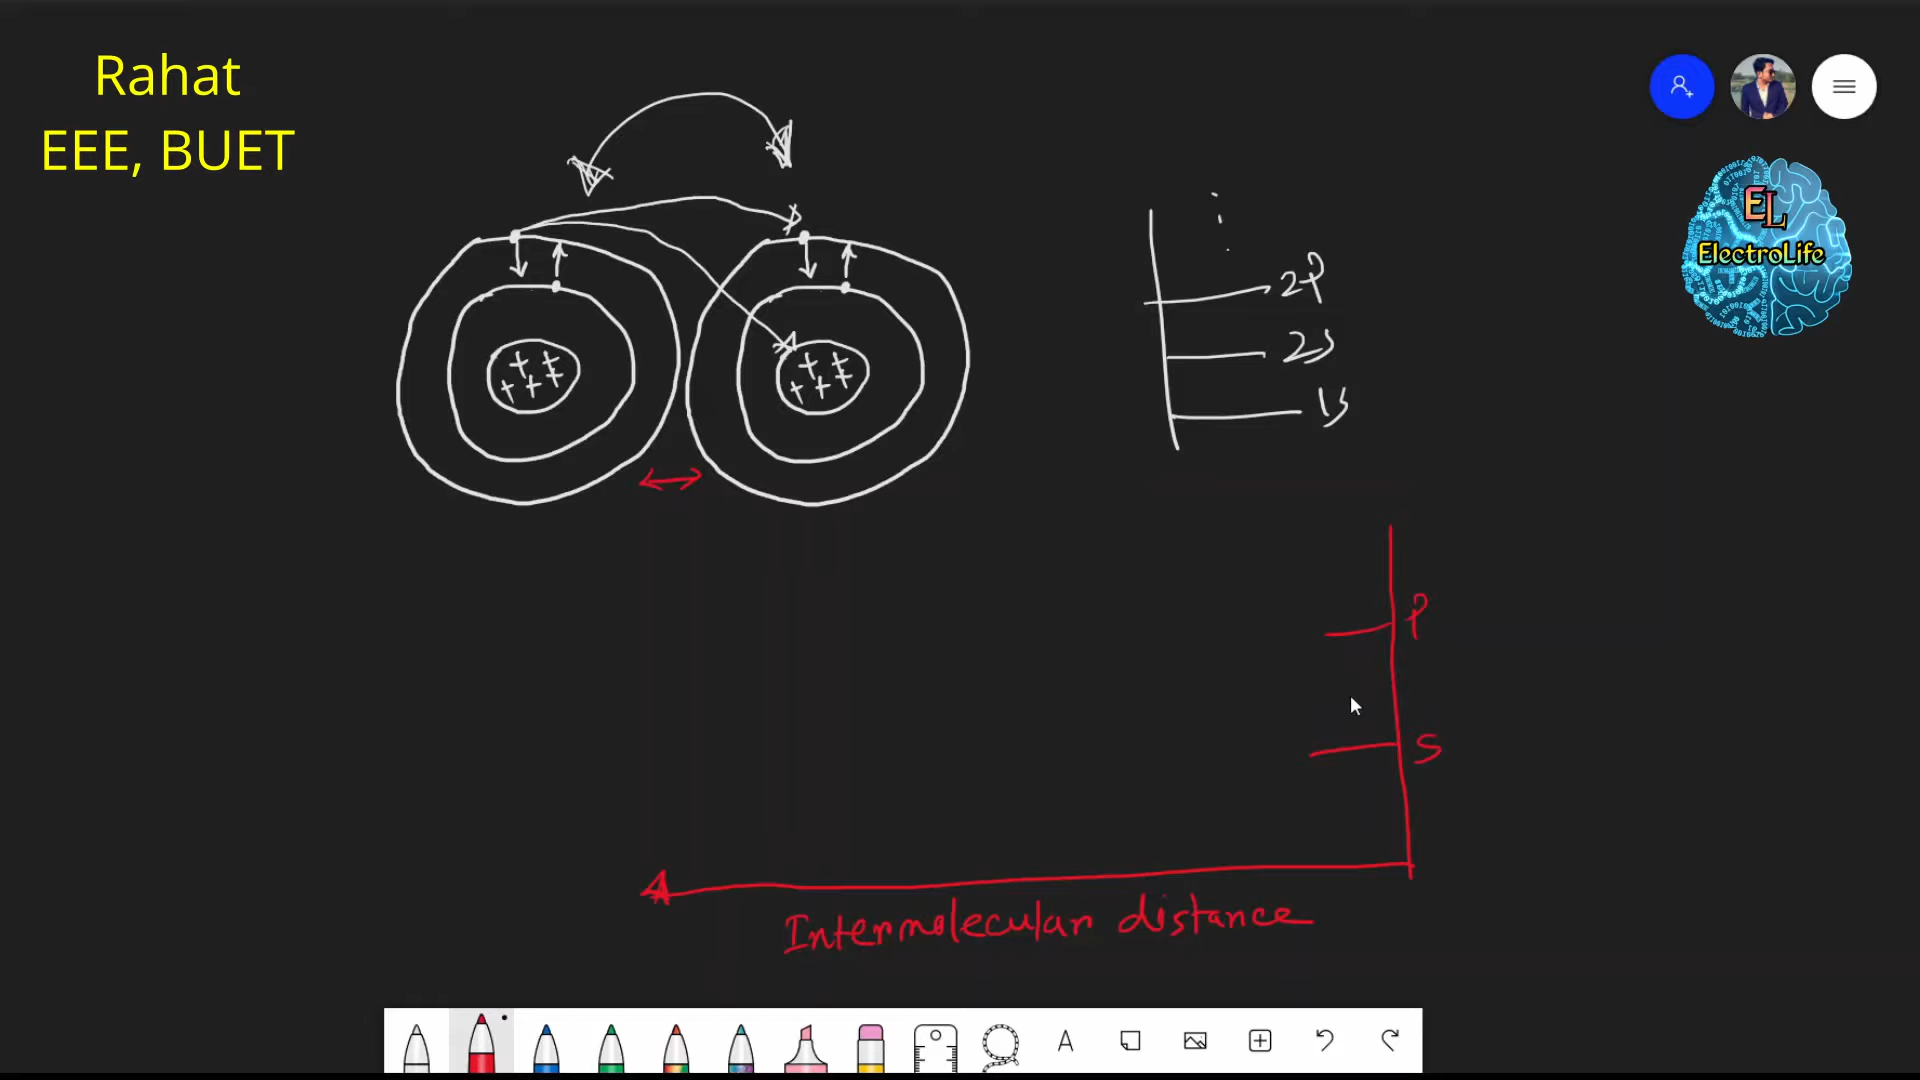 Rahat
EEE, BUET
EL
ElectroLife
2P
2s
1s
P
S
Intermolecular distance
A